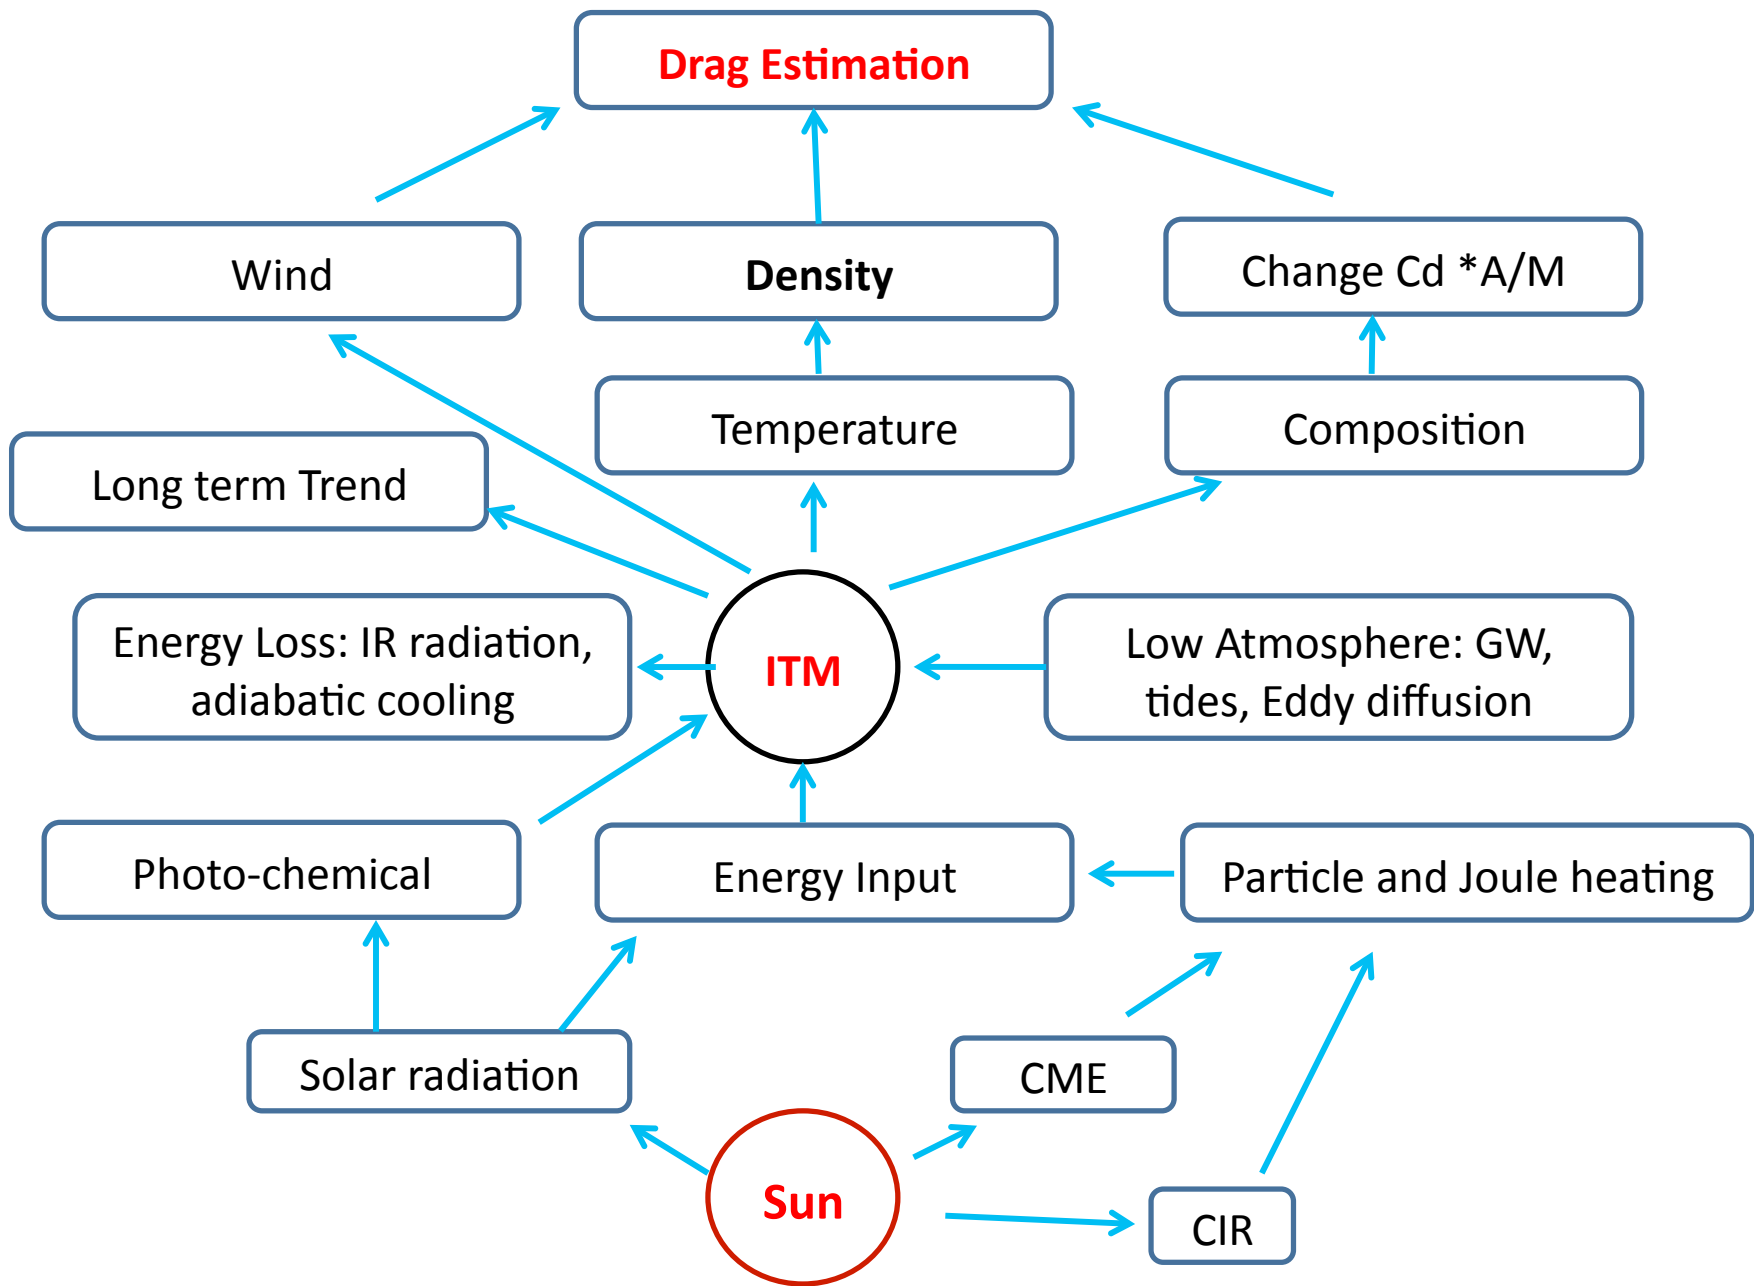 Drag Estimation
Wind
Density
Change Cd *A/M
Temperature
Composition
Long term Trend
Energy Loss: IR radiation,
adiabatic cooling
ITM
Low Atmosphere: GW,
tides, Eddy diffusion
Photo-chemical
Energy Input
Particle and Joule heating
Solar radiation
CME
Sun
CIR